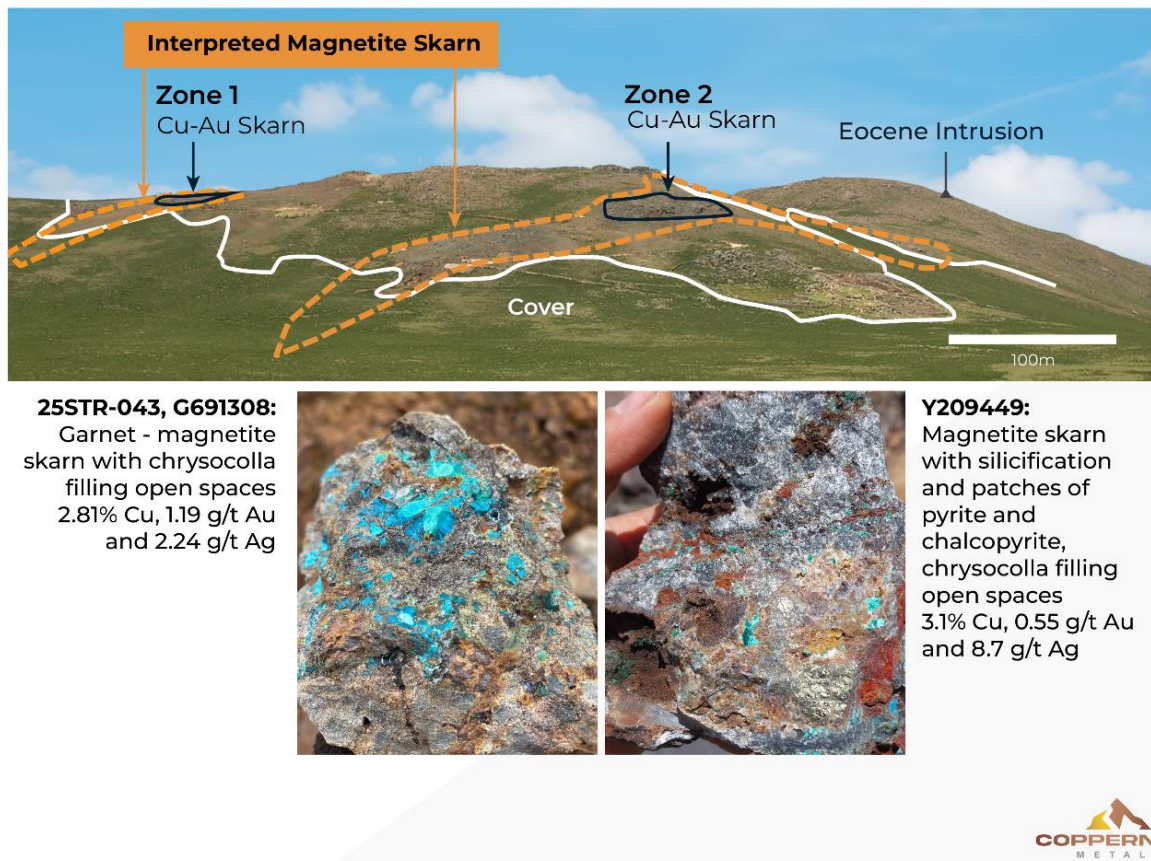 Interpreted Magnetite Skarn
Zone 1
Cu-Au Skarn
Zone 2
Cu-Au Skarn
Eocene Intrusion
Cover
100m
25STR-043, G691308:
Garnet - magnetite
skarn with chrysocolla
filling open spaces
2.81% Cu, 1.19 g/t Au
and 2.24 g/t Ag
Y209449:
Magnetite skarn
with silicification
and patches of
pyrite and
chalcopyrite,
chrysocolla filling
open spaces
3.1% Cu, 0.55 g/t Au
and 8.7 g/t Ag
COPPERN
METAL